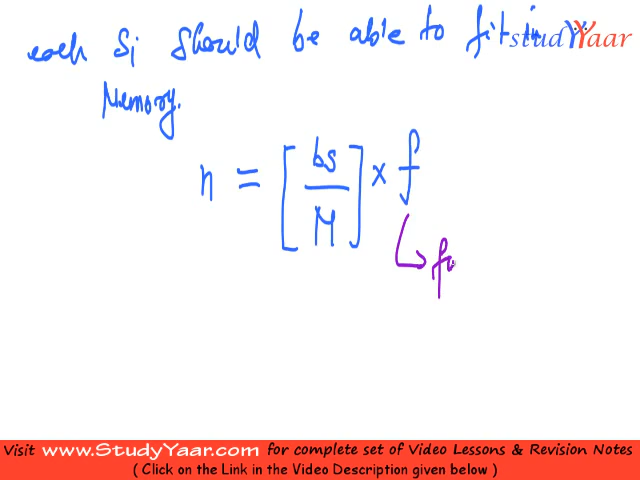 each Si should be able to fit in
studYYaar
Memory.
n = [bs/M] × f
↳ fu
Visit www.StudyYaar.com for complete set of Video Lessons & Revision Notes
( Click on the Link in the Video Description given below )